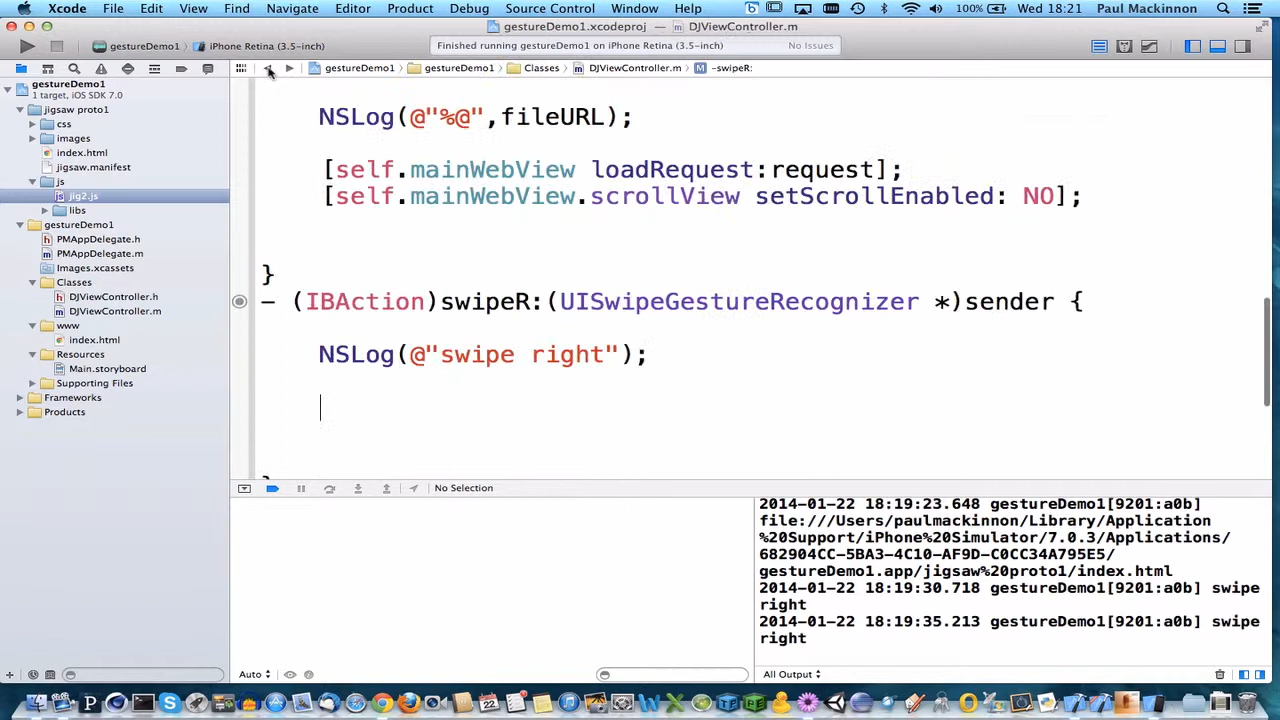 Xcode File Edit View Find Navigate Editor Product Debug Source Control Window Help 100% Wed 18:21 Paul Mackinnon
gestureDemo1.xcodeproj — DJViewController.m
gestureDemo1 iPhone Retina (3.5-inch) Finished running gestureDemo1 on iPhone Retina (3.5-inch) No Issues
gestureDemo1 gestureDemo1 Classes DJViewController.m M -swipeR:
gestureDemo1
1 target, iOS SDK 7.0
jigsaw proto1
css
images
index.html
jigsaw.manifest
js
jig2.js
libs
gestureDemo1
PMAppDelegate.h
PMAppDelegate.m
Images.xcassets
Classes
DJViewController.h
DJViewController.m
www
index.html
Resources
Main.storyboard
Supporting Files
Frameworks
Products
NSLog(@"%@",fileURL);
[self.mainWebView loadRequest:request];
[self.mainWebView.scrollView setScrollEnabled: NO];
}
- (IBAction)swipeR:(UISwipeGestureRecognizer *)sender {
NSLog(@"swipe right");
No Selection
2014-01-22 18:19:23.648 gestureDemo1[9201:a0b]
file:///Users/paulmackinnon/Library/Application
%20Support/iPhone%20Simulator/7.0.3/Applications/
682904CC-5BA3-4C10-AF9D-C0CC34A795E5/
gestureDemo1.app/jigsaw%20proto1/index.html
2014-01-22 18:19:30.718 gestureDemo1[9201:a0b] swipe
right
2014-01-22 18:19:35.213 gestureDemo1[9201:a0b] swipe
right
Auto
All Output